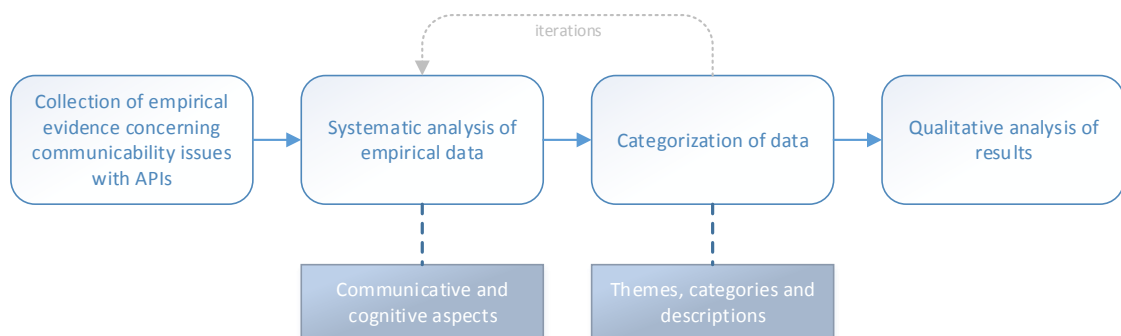 iterations
Collection of empirical
evidence concerning
communicability issues
with APIs
Systematic analysis of
empirical data
Categorization of data
Qualitative analysis of
results
Communicative and
cognitive aspects
Themes, categories and
descriptions